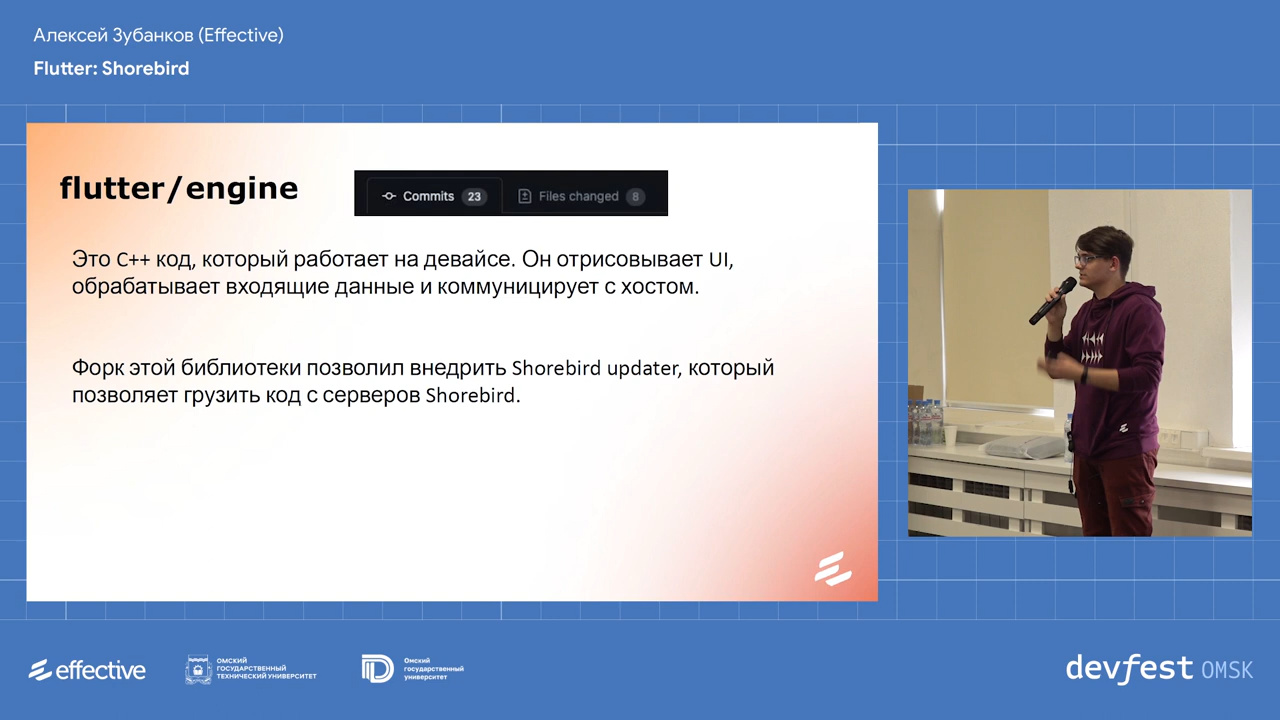 Алексей Зубанков (Effective)
Flutter: Shorebird
flutter/engine
Commits 23 Files changed 8
Это C++ код, который работает на девайсе. Он отрисовывает UI,
обрабатывает входящие данные и коммуницирует с хостом.
Форк этой библиотеки позволил внедрить Shorebird updater, который
позволяет грузить код с серверов Shorebird.
effective
ОМСКИЙ
ГОСУДАРСТВЕННЫЙ
ТЕХНИЧЕСКИЙ УНИВЕРСИТЕТ
Омский
государственный
университет
devfest OMSK